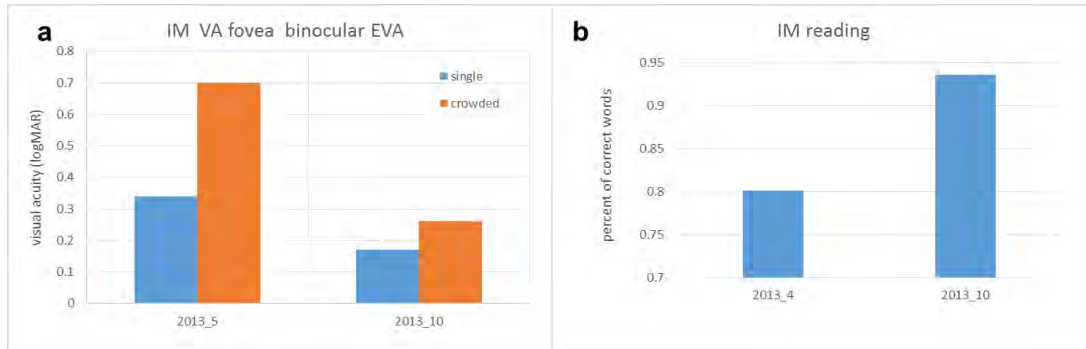 a
IM VA fovea binocular EVA
visual acuity (logMAR)
0.8
0.7
0.6
0.5
0.4
0.3
0.2
0.1
0
single
crowded
2013_5
2013_10
b
IM reading
percent of correct words
0.95
0.9
0.85
0.8
0.75
0.7
2013_4
2013_10